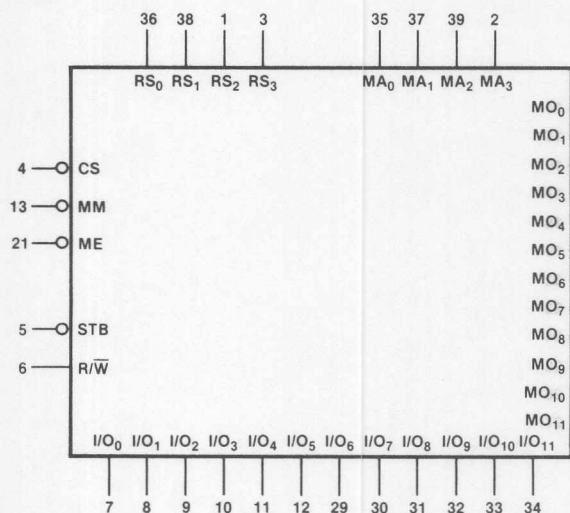 36 38 1 3 35 37 39 2
RS₀ RS₁ RS₂ RS₃ MA₀ MA₁ MA₂ MA₃
MO₀
MO₁
MO₂
4 CS
MO₃
13 MM
MO₄
21 ME
MO₅
MO₆
MO₇
5 STB
MO₈
6 R/W̅
MO₉
MO₁₀
MO₁₁
I/O₀ I/O₁ I/O₂ I/O₃ I/O₄ I/O₅ I/O₆ I/O₇ I/O₈ I/O₉ I/O₁₀ I/O₁₁
7 8 9 10 11 12 29 30 31 32 33 34